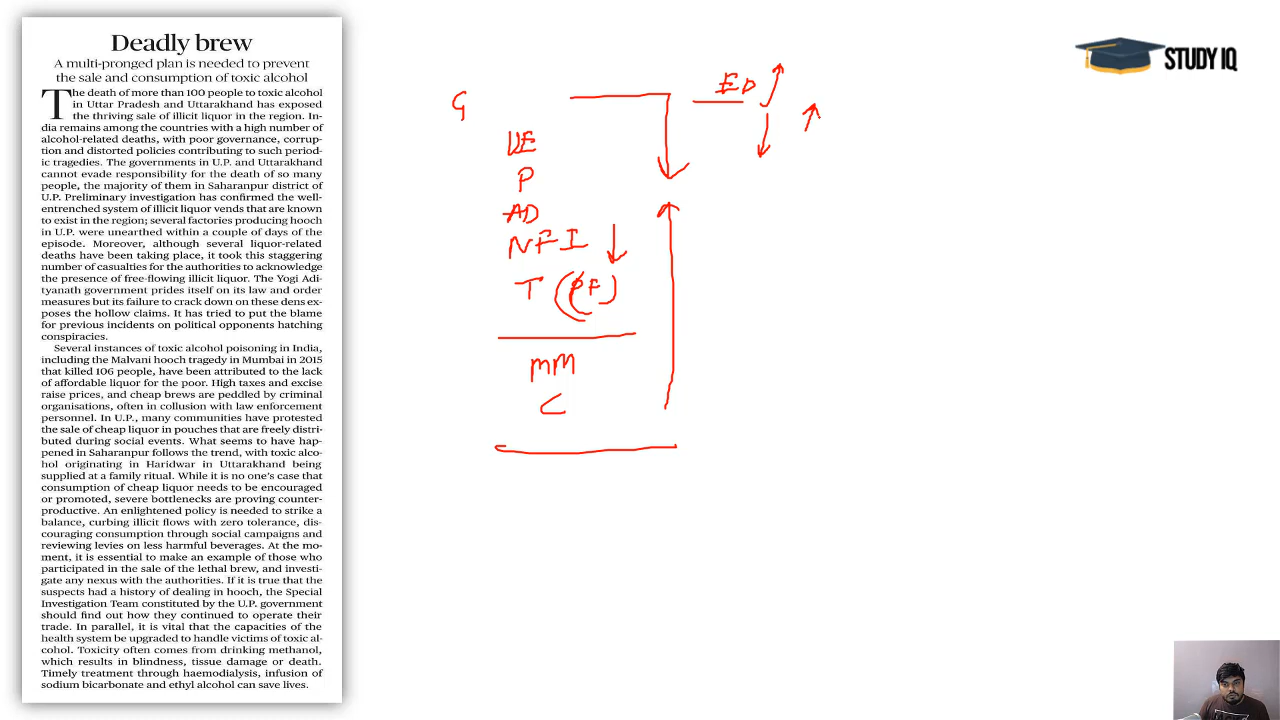 Deadly brew
A multi-pronged plan is needed to prevent
the sale and consumption of toxic alcohol
The death of more than 100 people to toxic alcohol
in Uttar Pradesh and Uttarakhand has exposed
the thriving sale of illicit liquor in the region. In-
dia remains among the countries with a high number of
alcohol-related deaths, with poor governance, corrup-
tion and distorted policies contributing to such period-
ic tragedies. The governments in U.P. and Uttarakhand
cannot evade responsibility for the death of so many
people, the majority of them in Saharanpur district of
U.P. Preliminary investigation has confirmed the well-
entrenched system of illicit liquor vends that are known
to exist in the region; several factories producing hooch
in U.P. were unearthed within a couple of days of the
episode. Moreover, although several liquor-related
deaths have been taking place, it took this staggering
number of casualties for the authorities to acknowledge
the presence of free-flowing illicit liquor. The Yogi Adi-
tyanath government prides itself on its law and order
measures but its failure to crack down on these dens ex-
poses the hollow claims. It has tried to put the blame
for previous incidents on political opponents hatching
conspiracies.
Several instances of toxic alcohol poisoning in India,
including the Malvani hooch tragedy in Mumbai in 2015
that killed 106 people, have been attributed to the lack
of affordable liquor for the poor. High taxes and excise
raise prices, and cheap brews are peddled by criminal
organisations, often in collusion with law enforcement
personnel. In U.P., many communities have protested
the sale of cheap liquor in pouches that are freely distri-
buted during social events. What seems to have hap-
pened in Saharanpur follows the trend, with toxic alco-
hol originating in Haridwar in Uttarakhand being
supplied at a family ritual. While it is no one's case that
consumption of cheap liquor needs to be encouraged
or promoted, severe bottlenecks are proving counter-
productive. An enlightened policy is needed to strike a
balance, curbing illicit flows with zero tolerance, dis-
couraging consumption through social campaigns and
reviewing levies on less harmful beverages. At the mo-
ment, it is essential to make an example of those who
participated in the sale of the lethal brew, and investi-
gate any nexus with the authorities. If it is true that the
suspects had a history of dealing in hooch, the Special
Investigation Team constituted by the U.P. government
should find out how they continued to operate their
trade. In parallel, it is vital that the capacities of the
health system be upgraded to handle victims of toxic al-
cohol. Toxicity often comes from drinking methanol,
which results in blindness, tissue damage or death.
Timely treatment through haemodialysis, infusion of
sodium bicarbonate and ethyl alcohol can save lives.
G
ED
P
AD
NFI
T
MM
C
STUDY IQ